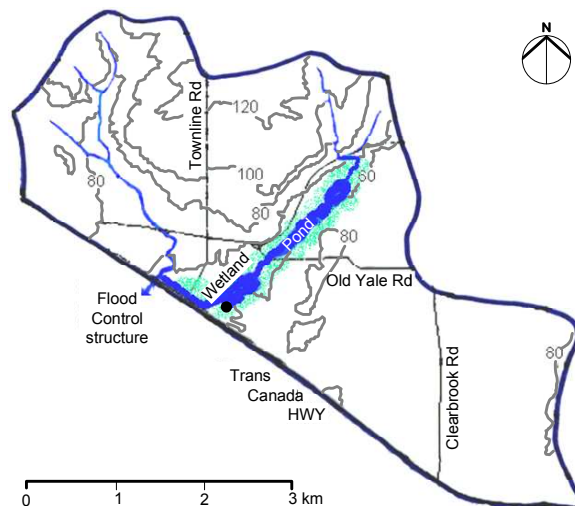 N
Townline Rd
120
100
80
80
80
60
80
Pond
Wetland
Old Yale Rd
Flood
Control
structure
Trans
Canada
HWY
Clearbrook Rd
80
0 1 2 3 km